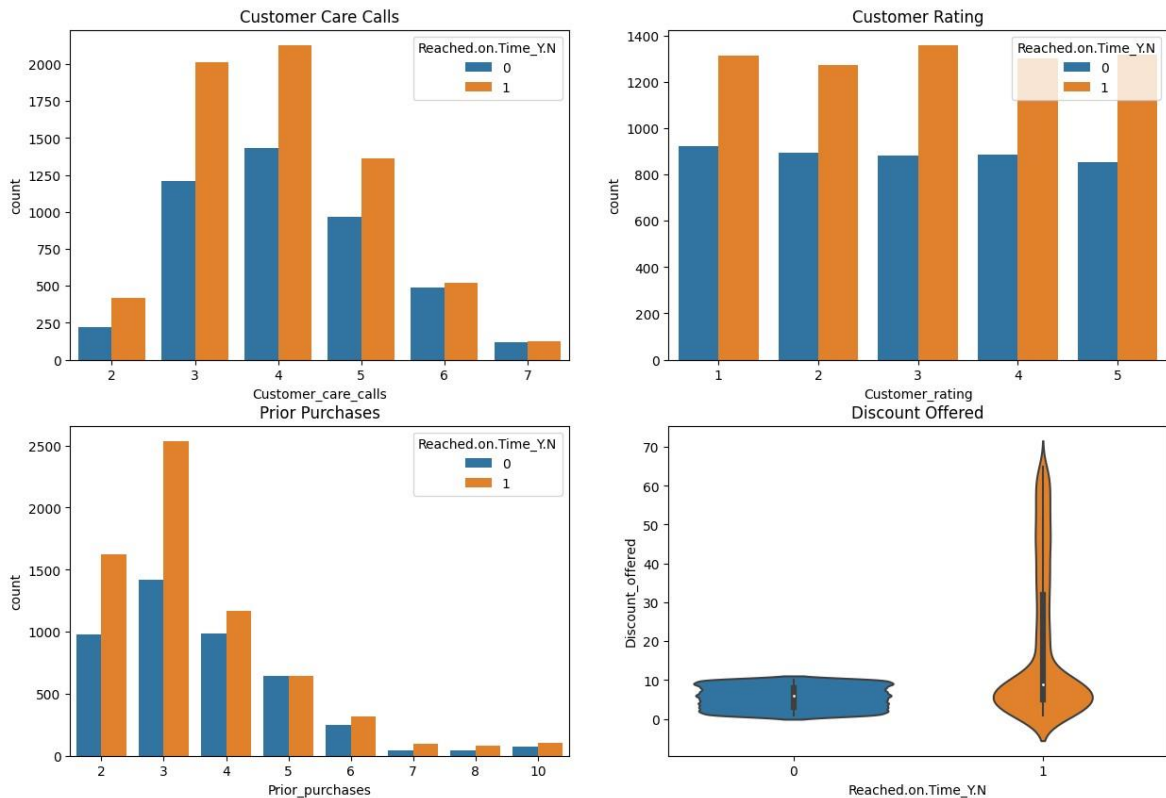 Customer Care Calls
Reached.on.Time_Y.N
0
1
2000
1750
1500
1250
1000
750
500
250
0
count
2 3 4 5 6 7
Customer_care_calls
Customer Rating
Reached.on.Time_Y.N
0
1
1400
1200
1000
800
600
400
200
0
count
1 2 3 4 5
Customer_rating
Prior Purchases
Reached.on.Time_Y.N
0
1
2500
2000
1500
1000
500
0
count
2 3 4 5 6 7 8 10
Prior_purchases
Discount Offered
70
60
50
40
30
20
10
0
Discount_offered
0 1
Reached.on.Time_Y.N